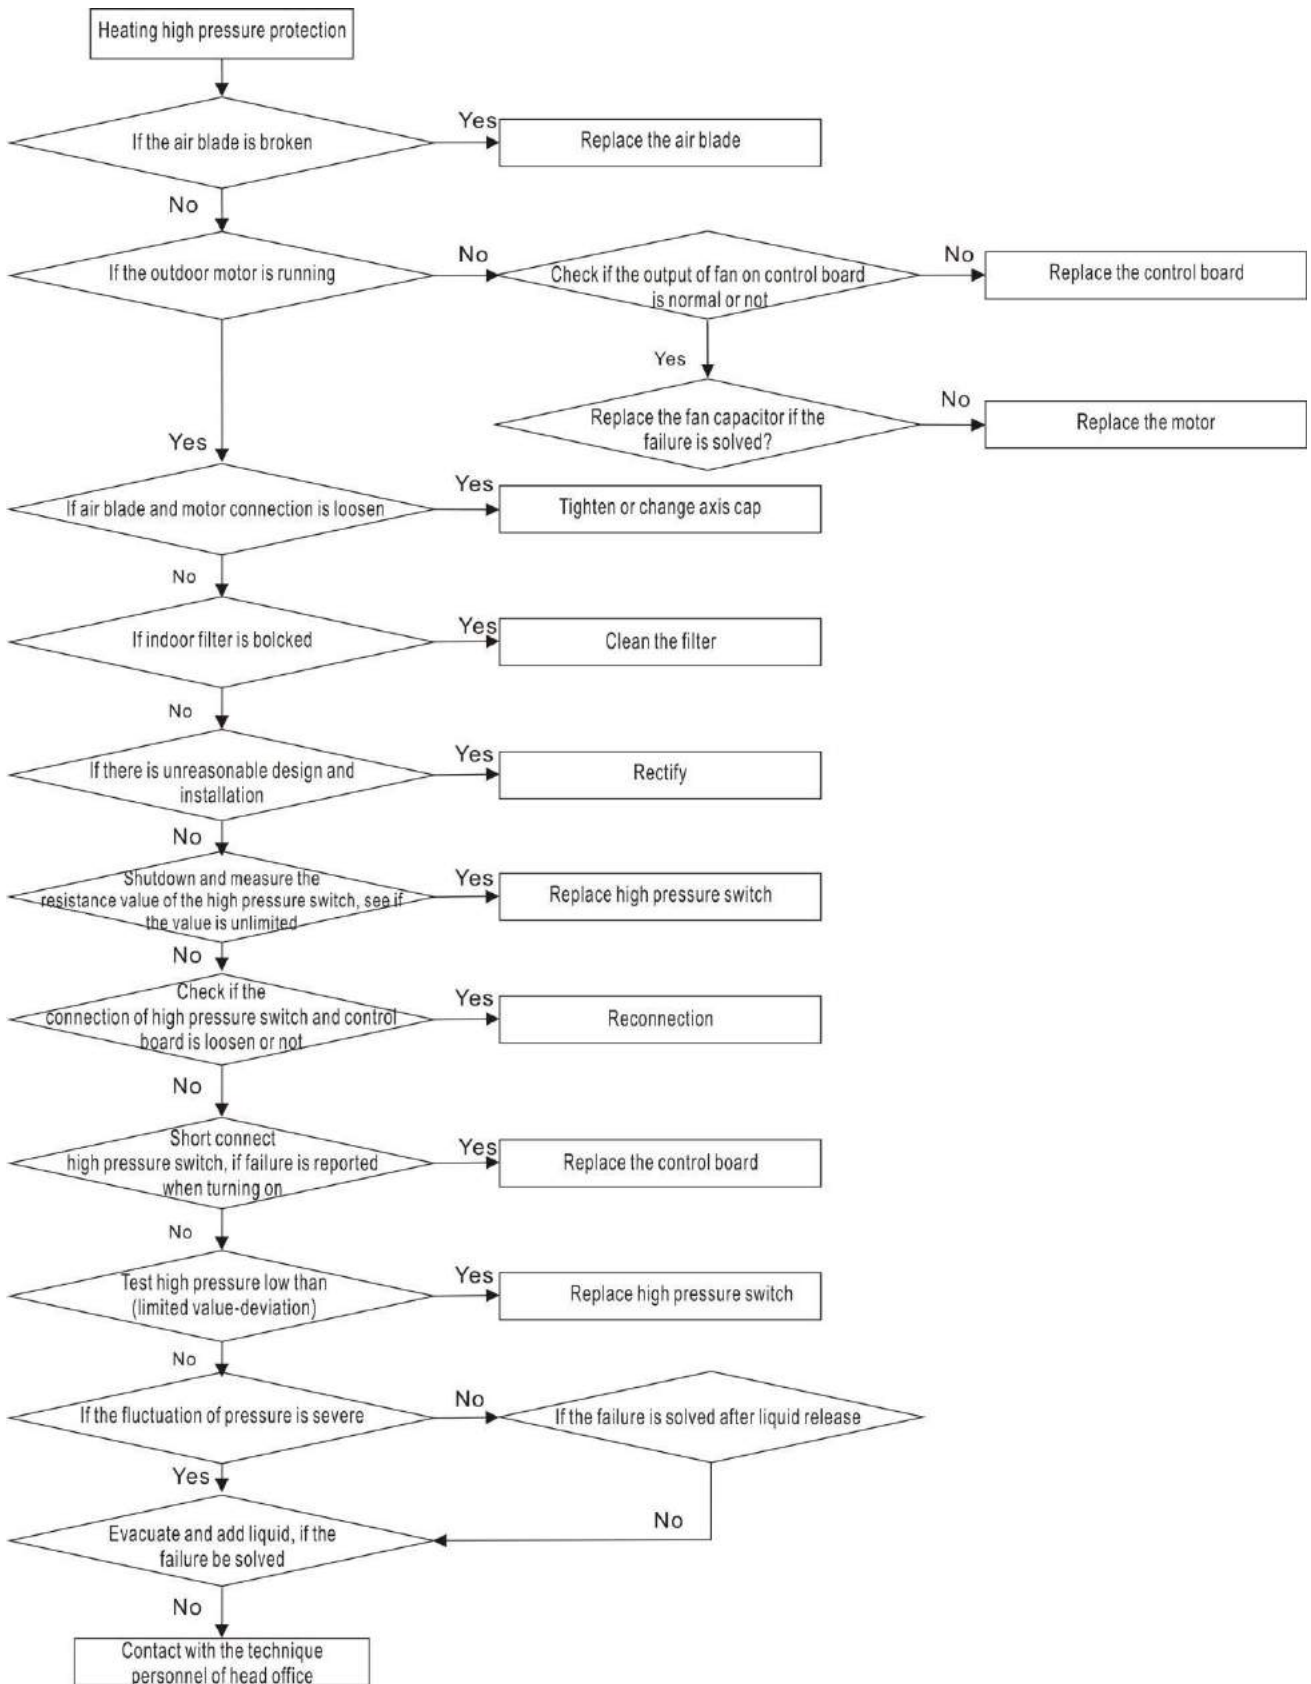 Heating high pressure protection
If the air blade is broken
Yes
Replace the air blade
No
If the outdoor motor is running
No
Check if the output of fan on control board
is normal or not
No
Replace the control board
Yes
Replace the fan capacitor if the
failure is solved?
No
Replace the motor
Yes
If air blade and motor connection is loosen
Yes
Tighten or change axis cap
No
If indoor filter is bolcked
Yes
Clean the filter
No
If there is unreasonable design and
installation
Yes
Rectify
No
Shutdown and measure the
resistance value of the high pressure switch, see if
the value is unlimited
Yes
Replace high pressure switch
No
Check if the
connection of high pressure switch and control
board is loosen or not
Yes
Reconnection
No
Short connect
high pressure switch, if failure is reported
when turning on
Yes
Replace the control board
No
Test high pressure low than
(limited value-deviation)
Yes
Replace high pressure switch
No
If the fluctuation of pressure is severe
No
If the failure is solved after liquid release
Yes
No
Evacuate and add liquid, if the
failure be solved
No
Contact with the technique
personnel of head office